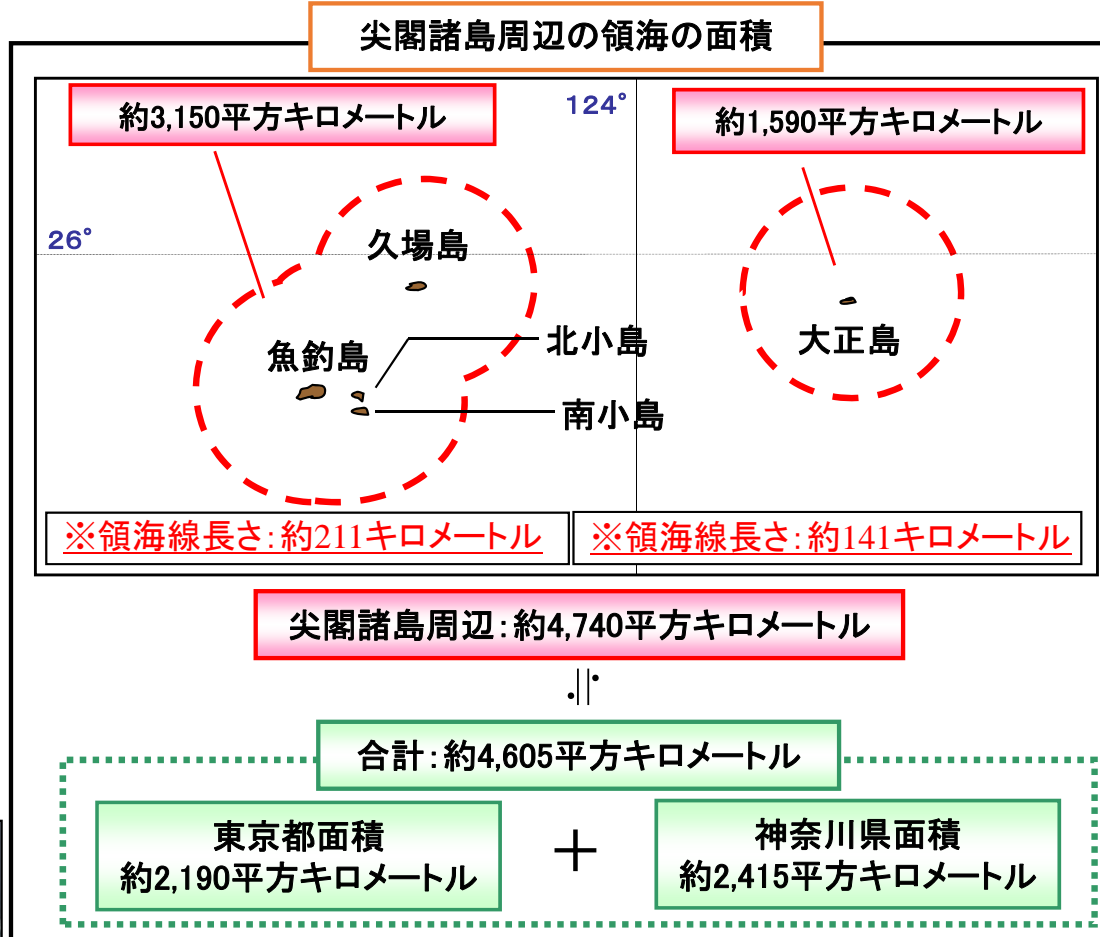 尖閣諸島周辺の領海の面積
約3,150平方キロメートル
124°
約1,590平方キロメートル
26°
久場島
魚釣島
北小島
南小島
大正島
※領海線長さ:約211キロメートル
※領海線長さ:約141キロメートル
尖閣諸島周辺:約4,740平方キロメートル
合計:約4,605平方キロメートル
東京都面積
約2,190平方キロメートル
+
神奈川県面積
約2,415平方キロメートル